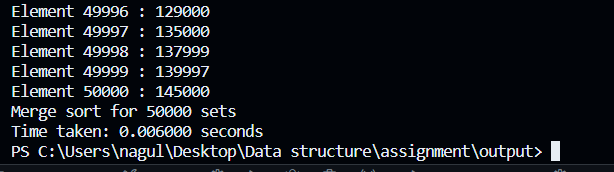 Element 49996 : 129000
Element 49997 : 135000
Element 49998 : 137999
Element 49999 : 139997
Element 50000 : 145000
Merge sort for 50000 sets
Time taken: 0.006000 seconds
PS C:\Users\nagul\Desktop\Data structure\assignment\output>